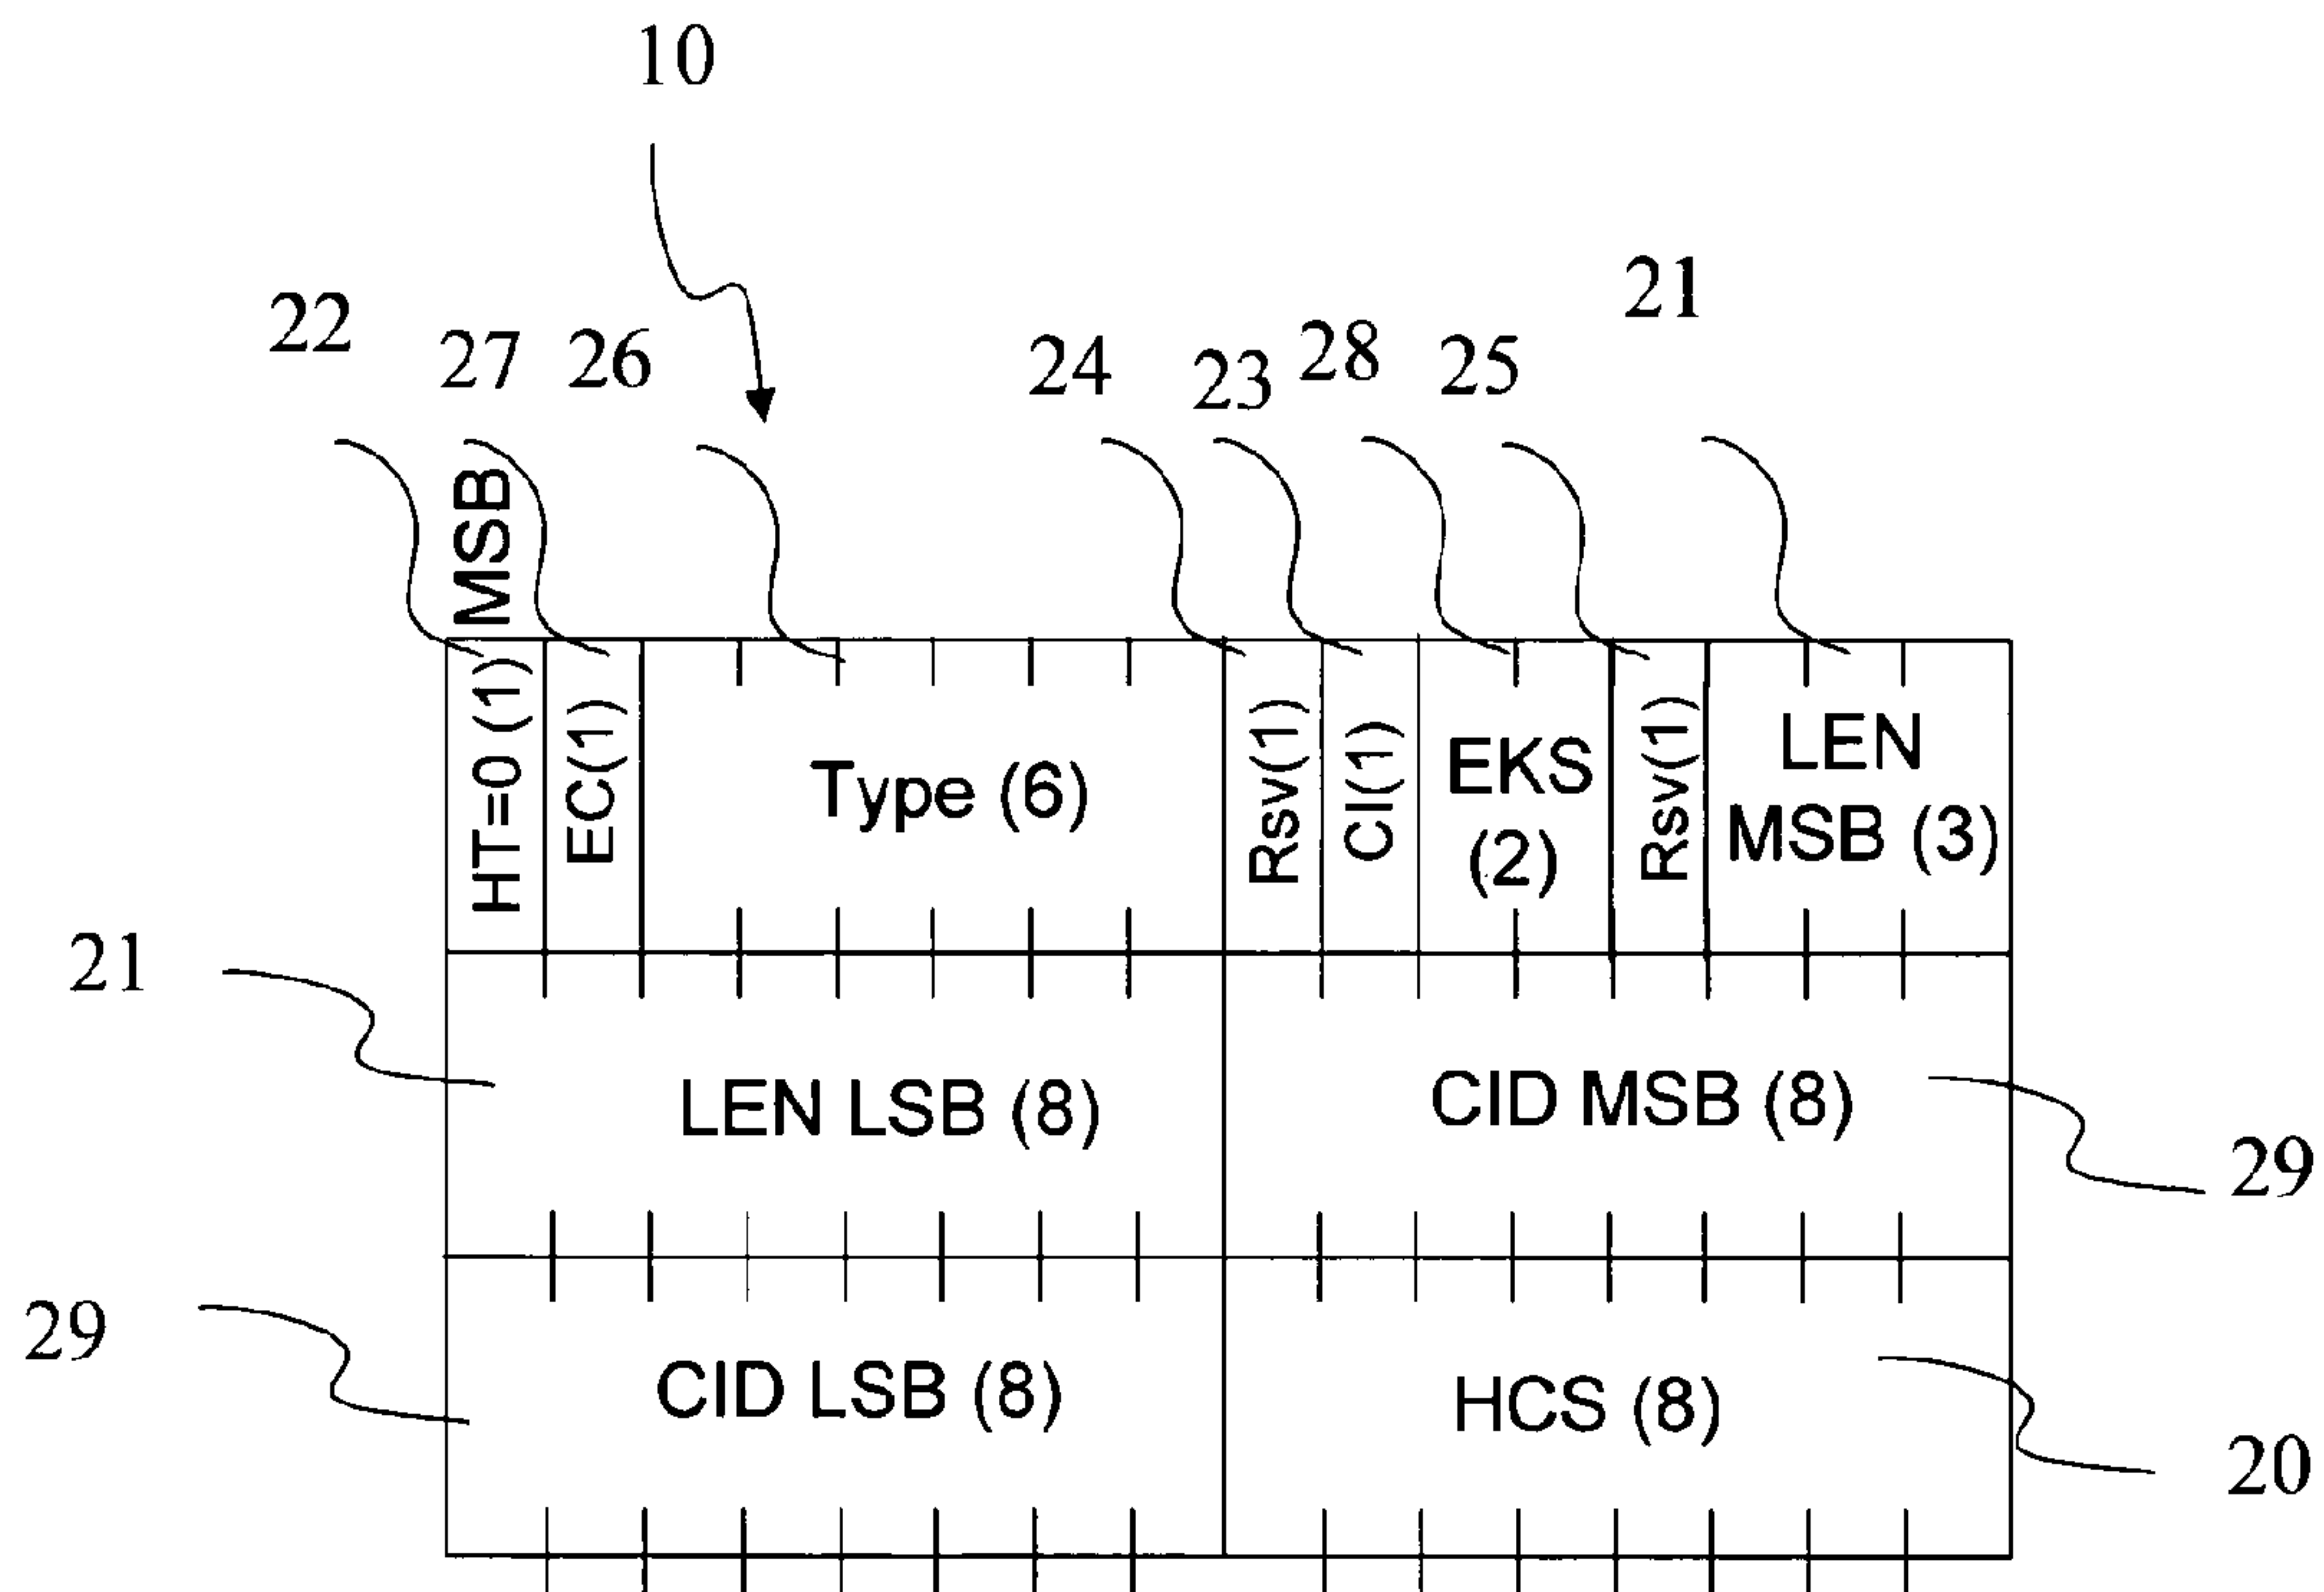 10
21
22
27
26
24
23
28
25
MSB
HT=0 (1)
EC(1)
Type (6)
Rsv(1)
CI(1)
EKS
(2)
Rsv(1)
LEN
MSB (3)
21
LEN LSB (8)
CID MSB (8)
29
29
CID LSB (8)
HCS (8)
20